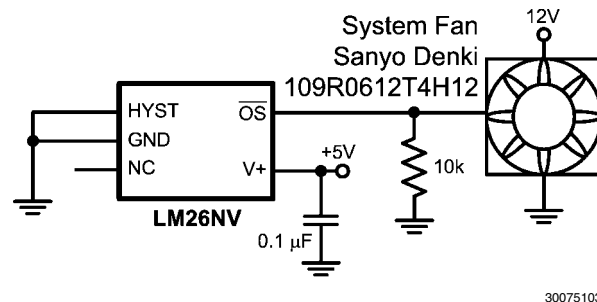 System Fan
Sanyo Denki
109R0612T4H12
12V
HYST
OS
GND
NC
V+
+5V
10k
LM26NV
0.1 µF
30075103